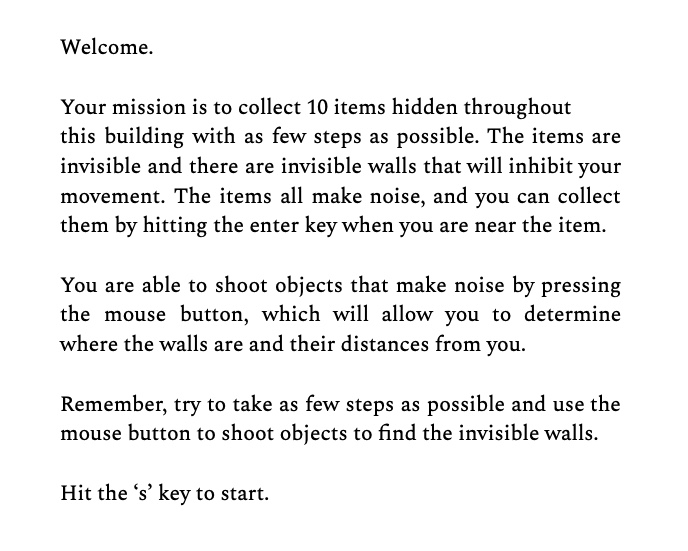 Welcome.
Your mission is to collect 10 items hidden throughout
this building with as few steps as possible. The items are
invisible and there are invisible walls that will inhibit your
movement. The items all make noise, and you can collect
them by hitting the enter key when you are near the item.
You are able to shoot objects that make noise by pressing
the mouse button, which will allow you to determine
where the walls are and their distances from you.
Remember, try to take as few steps as possible and use the
mouse button to shoot objects to find the invisible walls.
Hit the ‘s’ key to start.